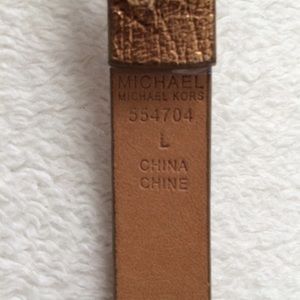 MICHAEL
MICHAEL KORS
554704
L
CHINA
CHINE